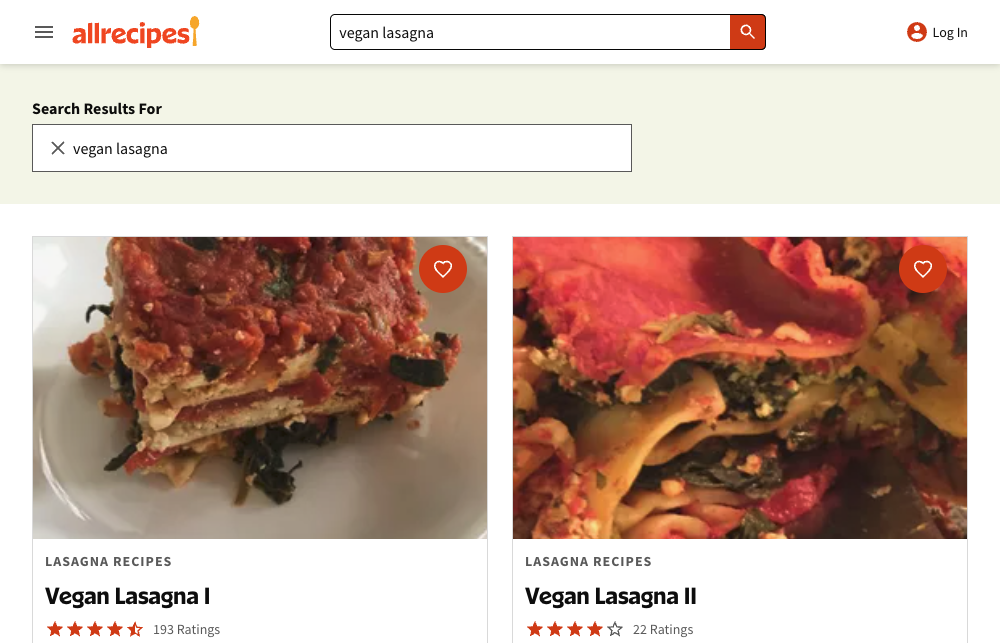 allrecipes
vegan lasagna
Log In
Search Results For
vegan lasagna
LASAGNA RECIPES
Vegan Lasagna I
193 Ratings
LASAGNA RECIPES
Vegan Lasagna II
22 Ratings